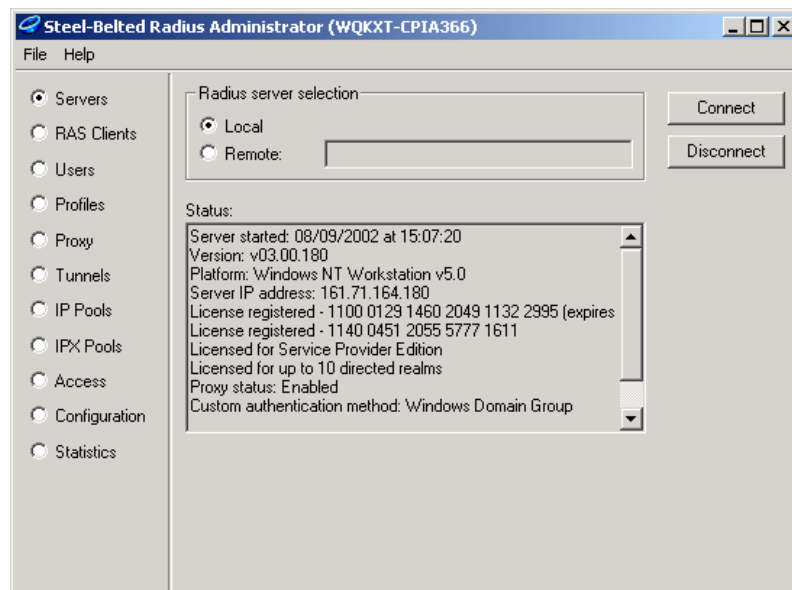 Steel-Belted Radius Administrator (WQKXT-CPIA366)
File Help
Servers
RAS Clients
Users
Profiles
Proxy
Tunnels
IP Pools
IPX Pools
Access
Configuration
Statistics
Radius server selection
Local
Remote:
Connect
Disconnect
Status:
Server started: 08/09/2002 at 15:07:20
Version: v03.00.180
Platform: Windows NT Workstation v5.0
Server IP address: 161.71.164.180
License registered - 1100 0129 1460 2049 1132 2995 (expires
License registered - 1140 0451 2055 5777 1611
Licensed for Service Provider Edition
Licensed for up to 10 directed realms
Proxy status: Enabled
Custom authentication method: Windows Domain Group